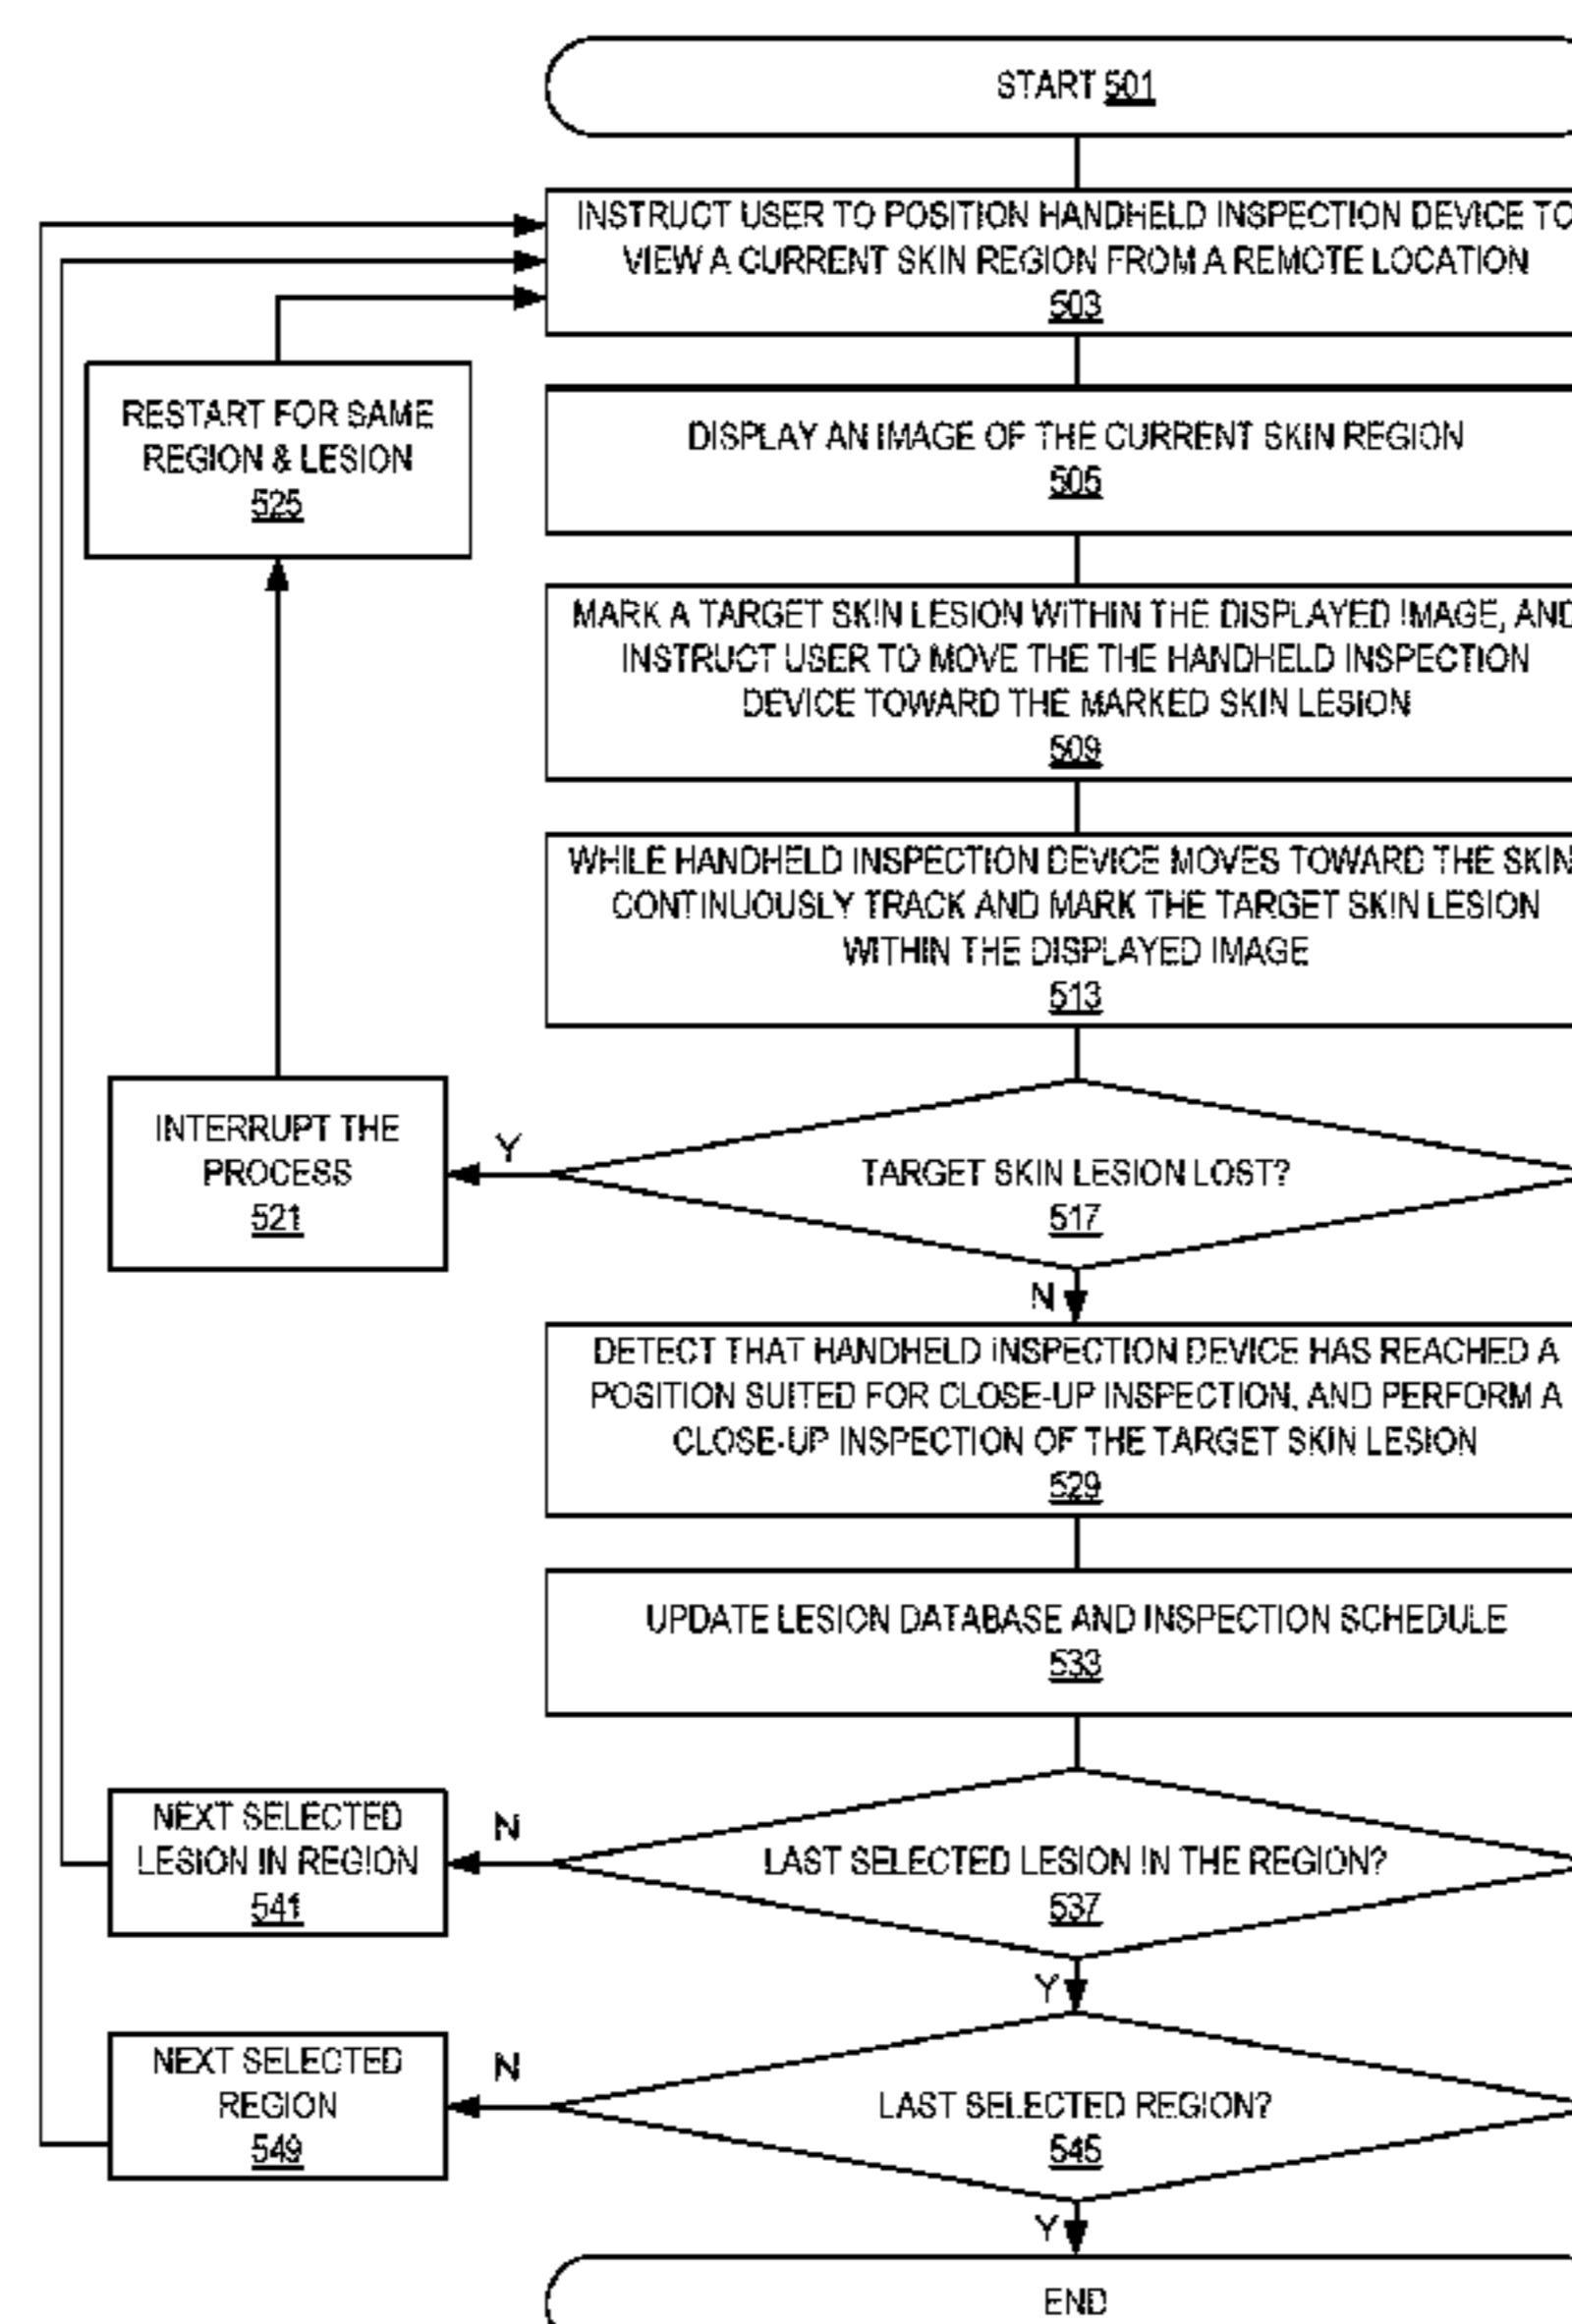 START 501
INSTRUCT USER TO POSITION HANDHELD INSPECTION DEVICE TO
VIEW A CURRENT SKIN REGION FROM A REMOTE LOCATION
503
RESTART FOR SAME
REGION & LESION
525
DISPLAY AN IMAGE OF THE CURRENT SKIN REGION
505
MARK A TARGET SKIN LESION WITHIN THE DISPLAYED IMAGE, AND
INSTRUCT USER TO MOVE THE THE HANDHELD INSPECTION
DEVICE TOWARD THE MARKED SKIN LESION
509
WHILE HANDHELD INSPECTION DEVICE MOVES TOWARD THE SKIN
CONTINUOUSLY TRACK AND MARK THE TARGET SKIN LESION
WITHIN THE DISPLAYED IMAGE
513
INTERRUPT THE
PROCESS
521
Y
TARGET SKIN LESION LOST?
517
N
DETECT THAT HANDHELD INSPECTION DEVICE HAS REACHED A
POSITION SUITED FOR CLOSE-UP INSPECTION, AND PERFORM A
CLOSE-UP INSPECTION OF THE TARGET SKIN LESION
529
UPDATE LESION DATABASE AND INSPECTION SCHEDULE
533
NEXT SELECTED
LESION IN REGION
541
N
LAST SELECTED LESION IN THE REGION?
537
Y
NEXT SELECTED
REGION
549
N
LAST SELECTED REGION?
545
Y
END